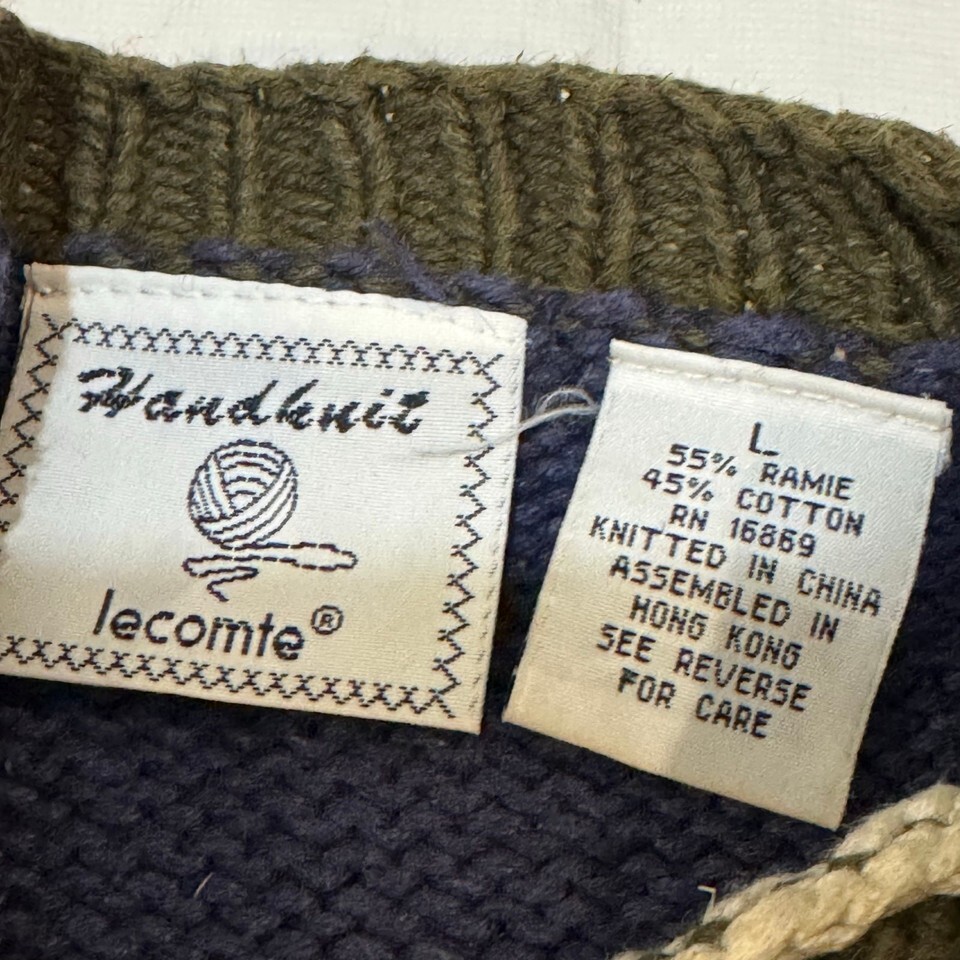 Handknit
lecomte®
L
55% RAMIE
45% COTTON
RN 16869
KNITTED IN CHINA
ASSEMBLED IN
HONG KONG
SEE REVERSE
FOR CARE